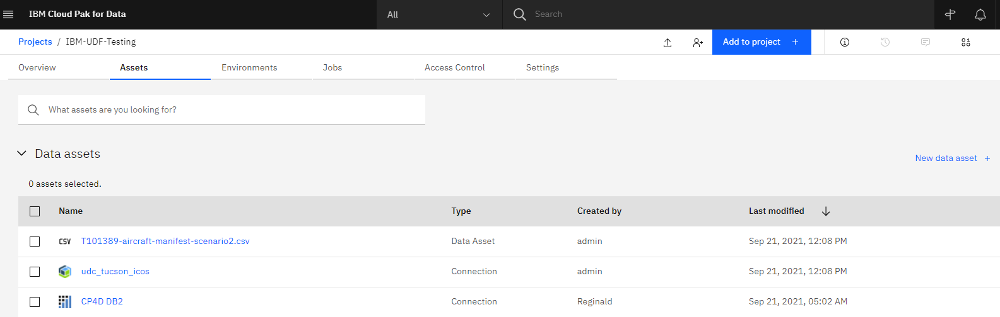 IBM Cloud Pak for Data
All
Search
Projects / IBM-UDF-Testing
Add to project +
Overview
Assets
Environments
Jobs
Access Control
Settings
What assets are you looking for?
Data assets
New data asset +
0 assets selected.
Name Type Created by Last modified
CSV T101389-aircraft-manifest-scenario2.csv Data Asset admin Sep 21, 2021, 12:08 PM
udc_tucson_icos Connection admin Sep 21, 2021, 12:08 PM
CP4D DB2 Connection Reginald Sep 21, 2021, 05:02 AM